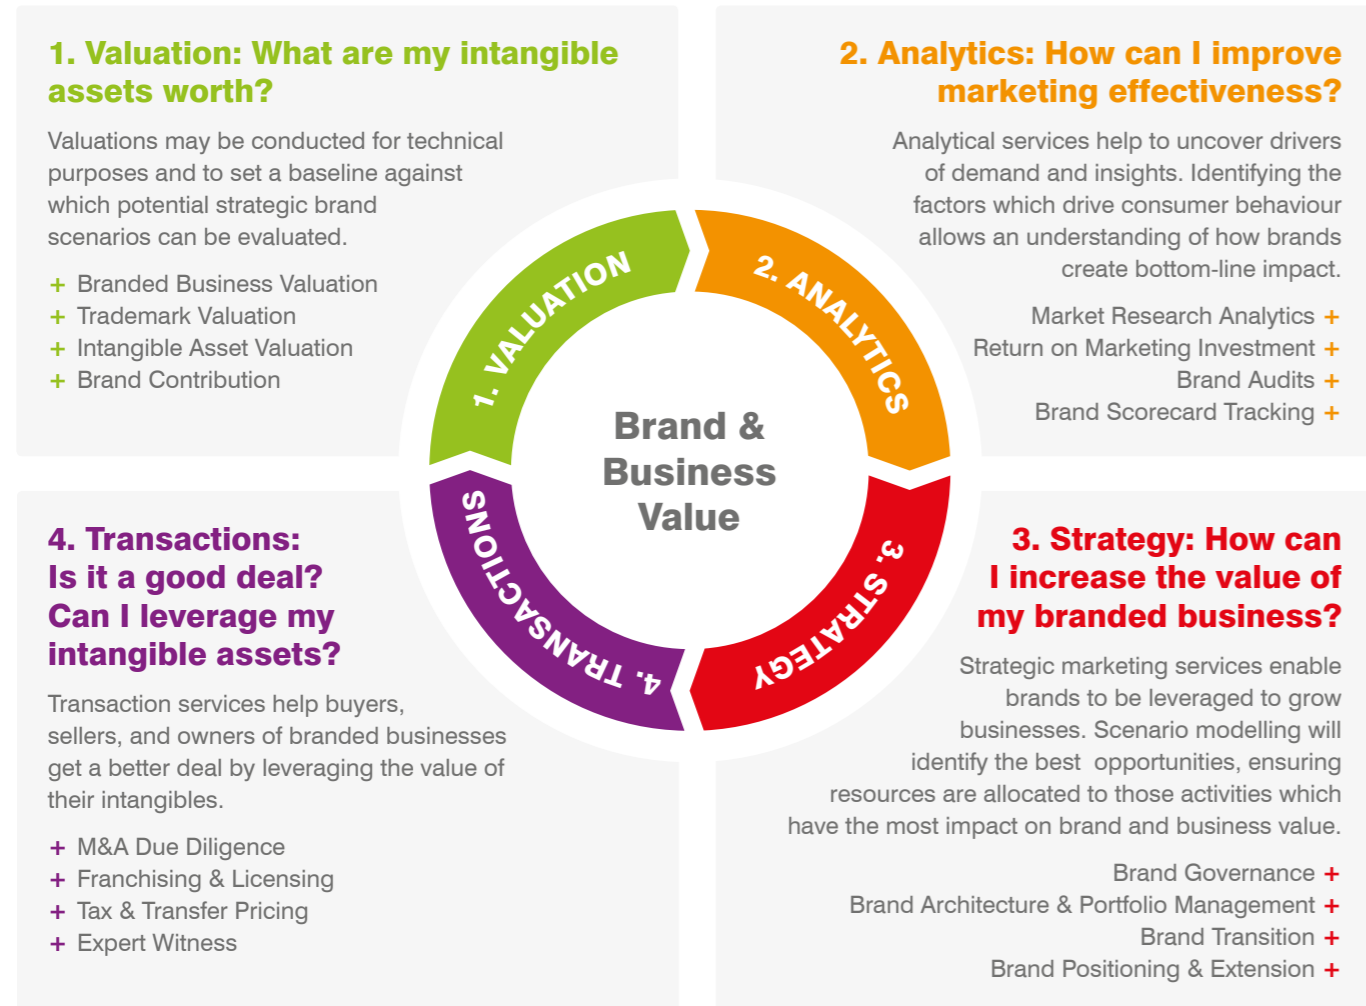 1. Valuation: What are my intangible
assets worth?
Valuations may be conducted for technical
purposes and to set a baseline against
which potential strategic brand
scenarios can be evaluated.
+ Branded Business Valuation
+ Trademark Valuation
+ Intangible Asset Valuation
+ Brand Contribution
2. Analytics: How can I improve
marketing effectiveness?
Analytical services help to uncover drivers
of demand and insights. Identifying the
factors which drive consumer behaviour
allows an understanding of how brands
create bottom-line impact.
Market Research Analytics +
Return on Marketing Investment +
Brand Audits +
Brand Scorecard Tracking +
1. VALUATION
2. ANALYTICS
3. STRATEGY
4. TRANSACTIONS
Brand &
Business
Value
4. Transactions:
Is it a good deal?
Can I leverage my
intangible assets?
Transaction services help buyers,
sellers, and owners of branded businesses
get a better deal by leveraging the value of
their intangibles.
+ M&A Due Diligence
+ Franchising & Licensing
+ Tax & Transfer Pricing
+ Expert Witness
3. Strategy: How can
I increase the value of
my branded business?
Strategic marketing services enable
brands to be leveraged to grow
businesses. Scenario modelling will
identify the best opportunities, ensuring
resources are allocated to those activities which
have the most impact on brand and business value.
Brand Governance +
Brand Architecture & Portfolio Management +
Brand Transition +
Brand Positioning & Extension +